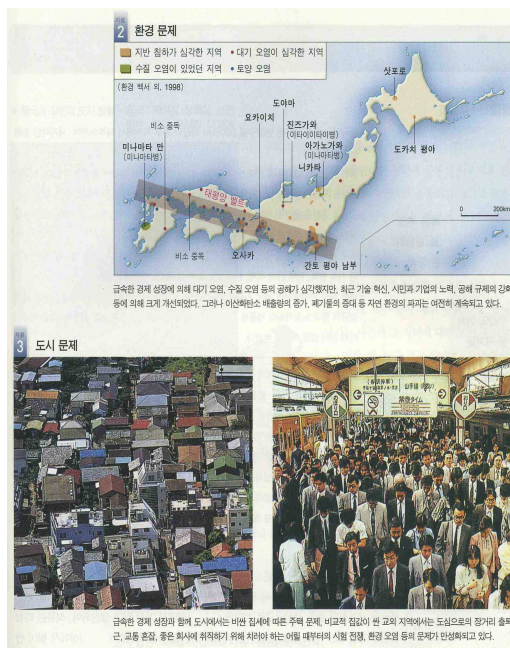 자료 2 환경 문제
지반 침하가 심각한 지역 대기 오염이 심각한 지역
수질 오염이 있었던 지역 토양 오염
(환경 백서 외, 1998)
삿포로
도야마
요카이치
비소 중독
진즈가와
(이타이이타이병)
미나마타 만
(미나마타병)
아가노가와
(미나마타병)
도카치 평야
니카타
태평양 벨트
0 200km
비소 중독
오사카
간토 평야 남부
급속한 경제 성장에 의해 대기 오염, 수질 오염 등의 공해가 심각했지만, 최근 기술 혁신, 시민과 기업의 노력, 공해 규제의 강화
등에 의해 크게 개선되었다. 그러나 이산화탄소 배출량의 증가, 폐기물의 증대 등 자연 환경의 파괴는 여전히 계속되고 있다.
자료 3 도시 문제
山手線
禁煙タイム
급속한 경제 성장과 함께 도시에서는 비싼 집세에 따른 주택 문제, 비교적 집값이 싼 교외 지역에서는 도심으로의 장거리 출퇴
근, 교통 혼잡, 좋은 회사에 취직하기 위해 치러야 하는 어릴 때부터의 시험 전쟁, 환경 오염 등의 문제가 만성화되고 있다.